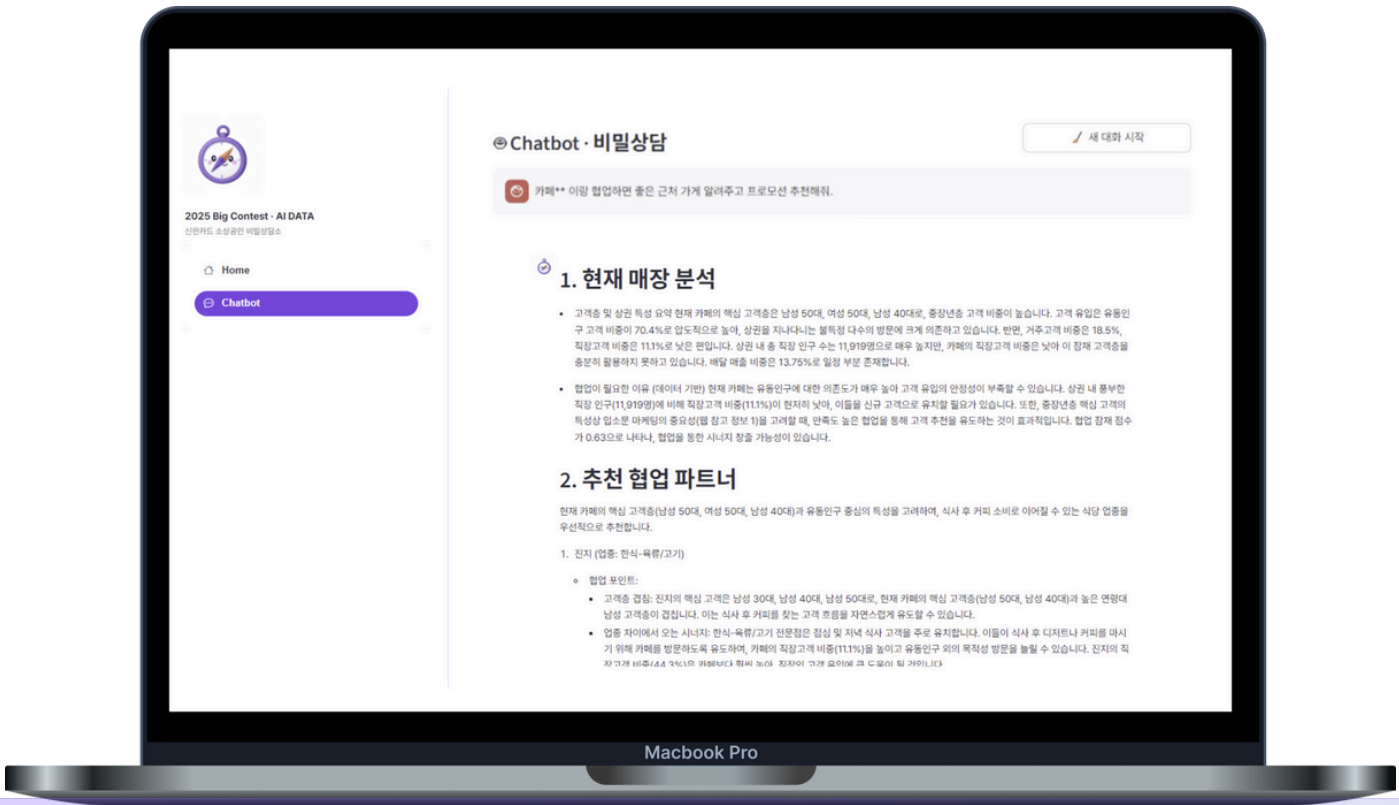 2025 Big Contest · AI DATA
신한카드 소상공인 비밀상담소
Home
Chatbot
Chatbot · 비밀상담
새 대화 시작
카페** 이랑 협업하면 좋은 근처 가게 알려주고 프로모션 추천해줘.
1. 현재 매장 분석
• 고객층 및 상권 특성 요약 현재 카페의 핵심 고객층은 남성 50대, 여성 50대, 남성 40대로, 중장년층 고객 비중이 높습니다. 고객 유입은 유동인
구 고객 비중이 70.4%로 압도적으로 높아, 상권을 지나다니는 불특정 다수의 방문에 크게 의존하고 있습니다. 반면, 거주고객 비중은 18.5%,
직장고객 비중은 11.1%로 낮은 편입니다. 상권 내 총 직장 인구 수는 11,919명으로 매우 높지만, 카페의 직장고객 비중은 낮아 이 잠재 고객층을
충분히 활용하지 못하고 있습니다. 배달 매출 비중은 13.75%로 일정 부분 존재합니다.
• 협업이 필요한 이유 (데이터 기반) 현재 카페는 유동인구에 대한 의존도가 매우 높아 고객 유입의 안정성이 부족할 수 있습니다. 상권 내 풍부한
직장 인구(11,919명)에 비해 직장고객 비중(11.1%)이 현저히 낮아, 이들을 신규 고객으로 유치할 필요가 있습니다. 또한, 중장년층 핵심 고객의
특성상 입소문 마케팅의 중요성(웹 참고 정보 1)을 고려할 때, 만족도 높은 협업을 통해 고객 추천을 유도하는 것이 효과적입니다. 협업 잠재 점수
가 0.63으로 나타나, 협업을 통한 시너지 창출 가능성이 있습니다.
2. 추천 협업 파트너
현재 카페의 핵심 고객층(남성 50대, 여성 50대, 남성 40대)과 유동인구 중심의 특성을 고려하여, 식사 후 커피 소비로 이어질 수 있는 식당 업종을
우선적으로 추천합니다.
1. 진지 (업종: 한식-육류/고기)
협업 포인트:
고객층 겹침: 진지의 핵심 고객은 남성 30대, 남성 40대, 남성 50대로, 현재 카페의 핵심 고객층(남성 50대, 남성 40대)과 높은 연령대
남성 고객층이 겹칩니다. 이는 식사 후 커피를 찾는 고객 흐름을 자연스럽게 유도할 수 있습니다.
업종 차이에서 오는 시너지: 한식-육류/고기 전문점은 점심 및 저녁 식사 고객을 주로 유치합니다. 이들이 식사 후 디저트나 커피를 마시
기 위해 카페를 방문하도록 유도하여, 카페의 직장고객 비중(11.1%)을 높이고 유동인구 외의 목적성 방문을 늘릴 수 있습니다. 진지의 직
장고객 비중(44.3%)은 카페보다 훨씬 높아, 직장인 고객 유입에 큰 도움이 될 것입니다.
Macbook Pro